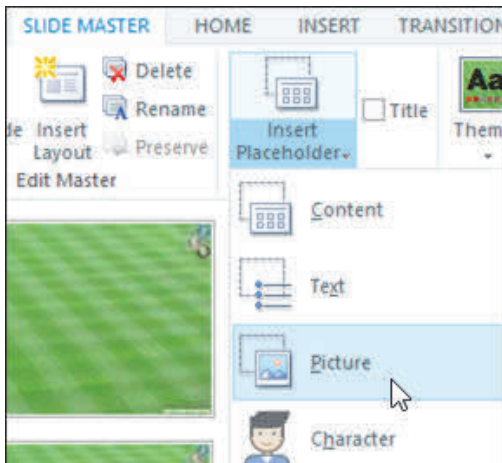 SLIDE MASTER HOME INSERT TRANSITION
Delete
Rename
Preserve
Insert
Layout
Edit Master
Insert
Placeholder
Title
Aa
Them
Content
Text
Picture
Character